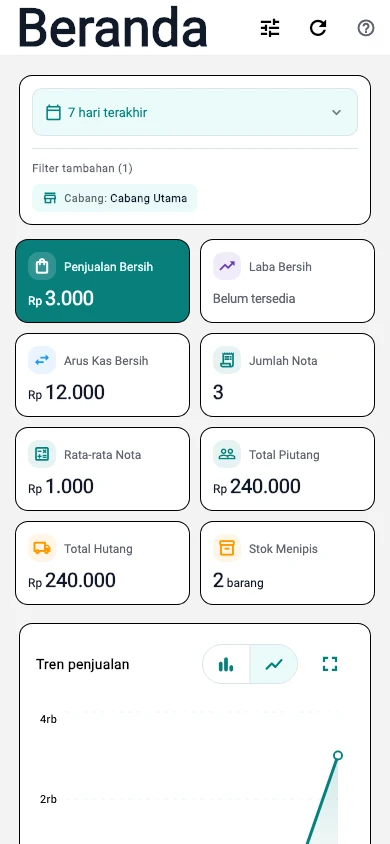 Beranda
7 hari terakhir
Filter tambahan (1)
Cabang: Cabang Utama
Penjualan Bersih
Rp 3.000
Laba Bersih
Belum tersedia
Arus Kas Bersih
Rp 12.000
Jumlah Nota
3
Rata-rata Nota
Rp 1.000
Total Piutang
Rp 240.000
Total Hutang
Rp 240.000
Stok Menipis
2 barang
Tren penjualan
4rb
2rb